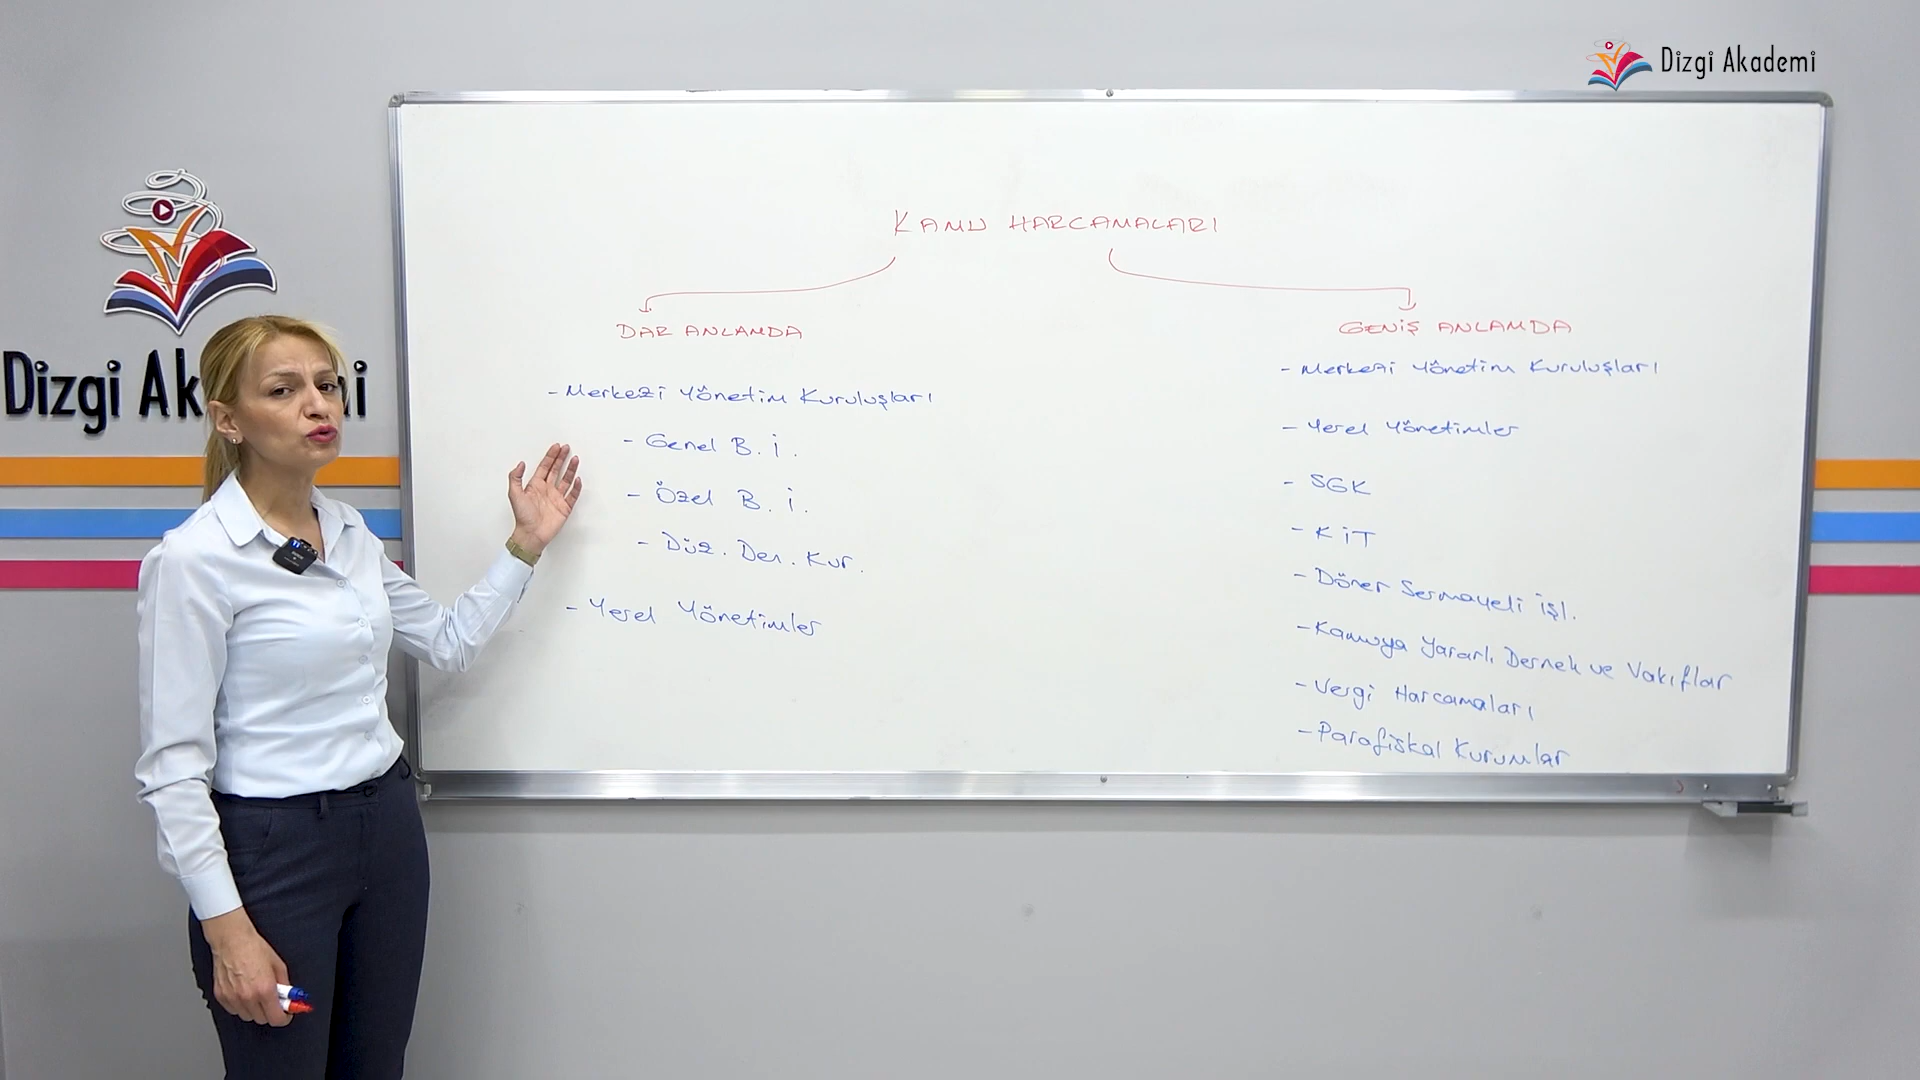 Dizgi Akademi
KAMU HARCAMALARI
DAR ANLAMDA
- Merkezi Yönetim Kuruluşları
- Genel B. İ.
- Özel B. İ.
- Düz. Den. Kur.
- Yerel Yönetimler
GENİŞ ANLAMDA
- Merkezi Yönetim Kuruluşları
- Yerel Yönetimler
- SGK
- KİT
- Döner Sermayeli İşl.
- Kamuya Yararlı Dernek ve Vakıflar
- Vergi Harcamaları
- Parafiskal Kurumlar
Dizgi Ak
i